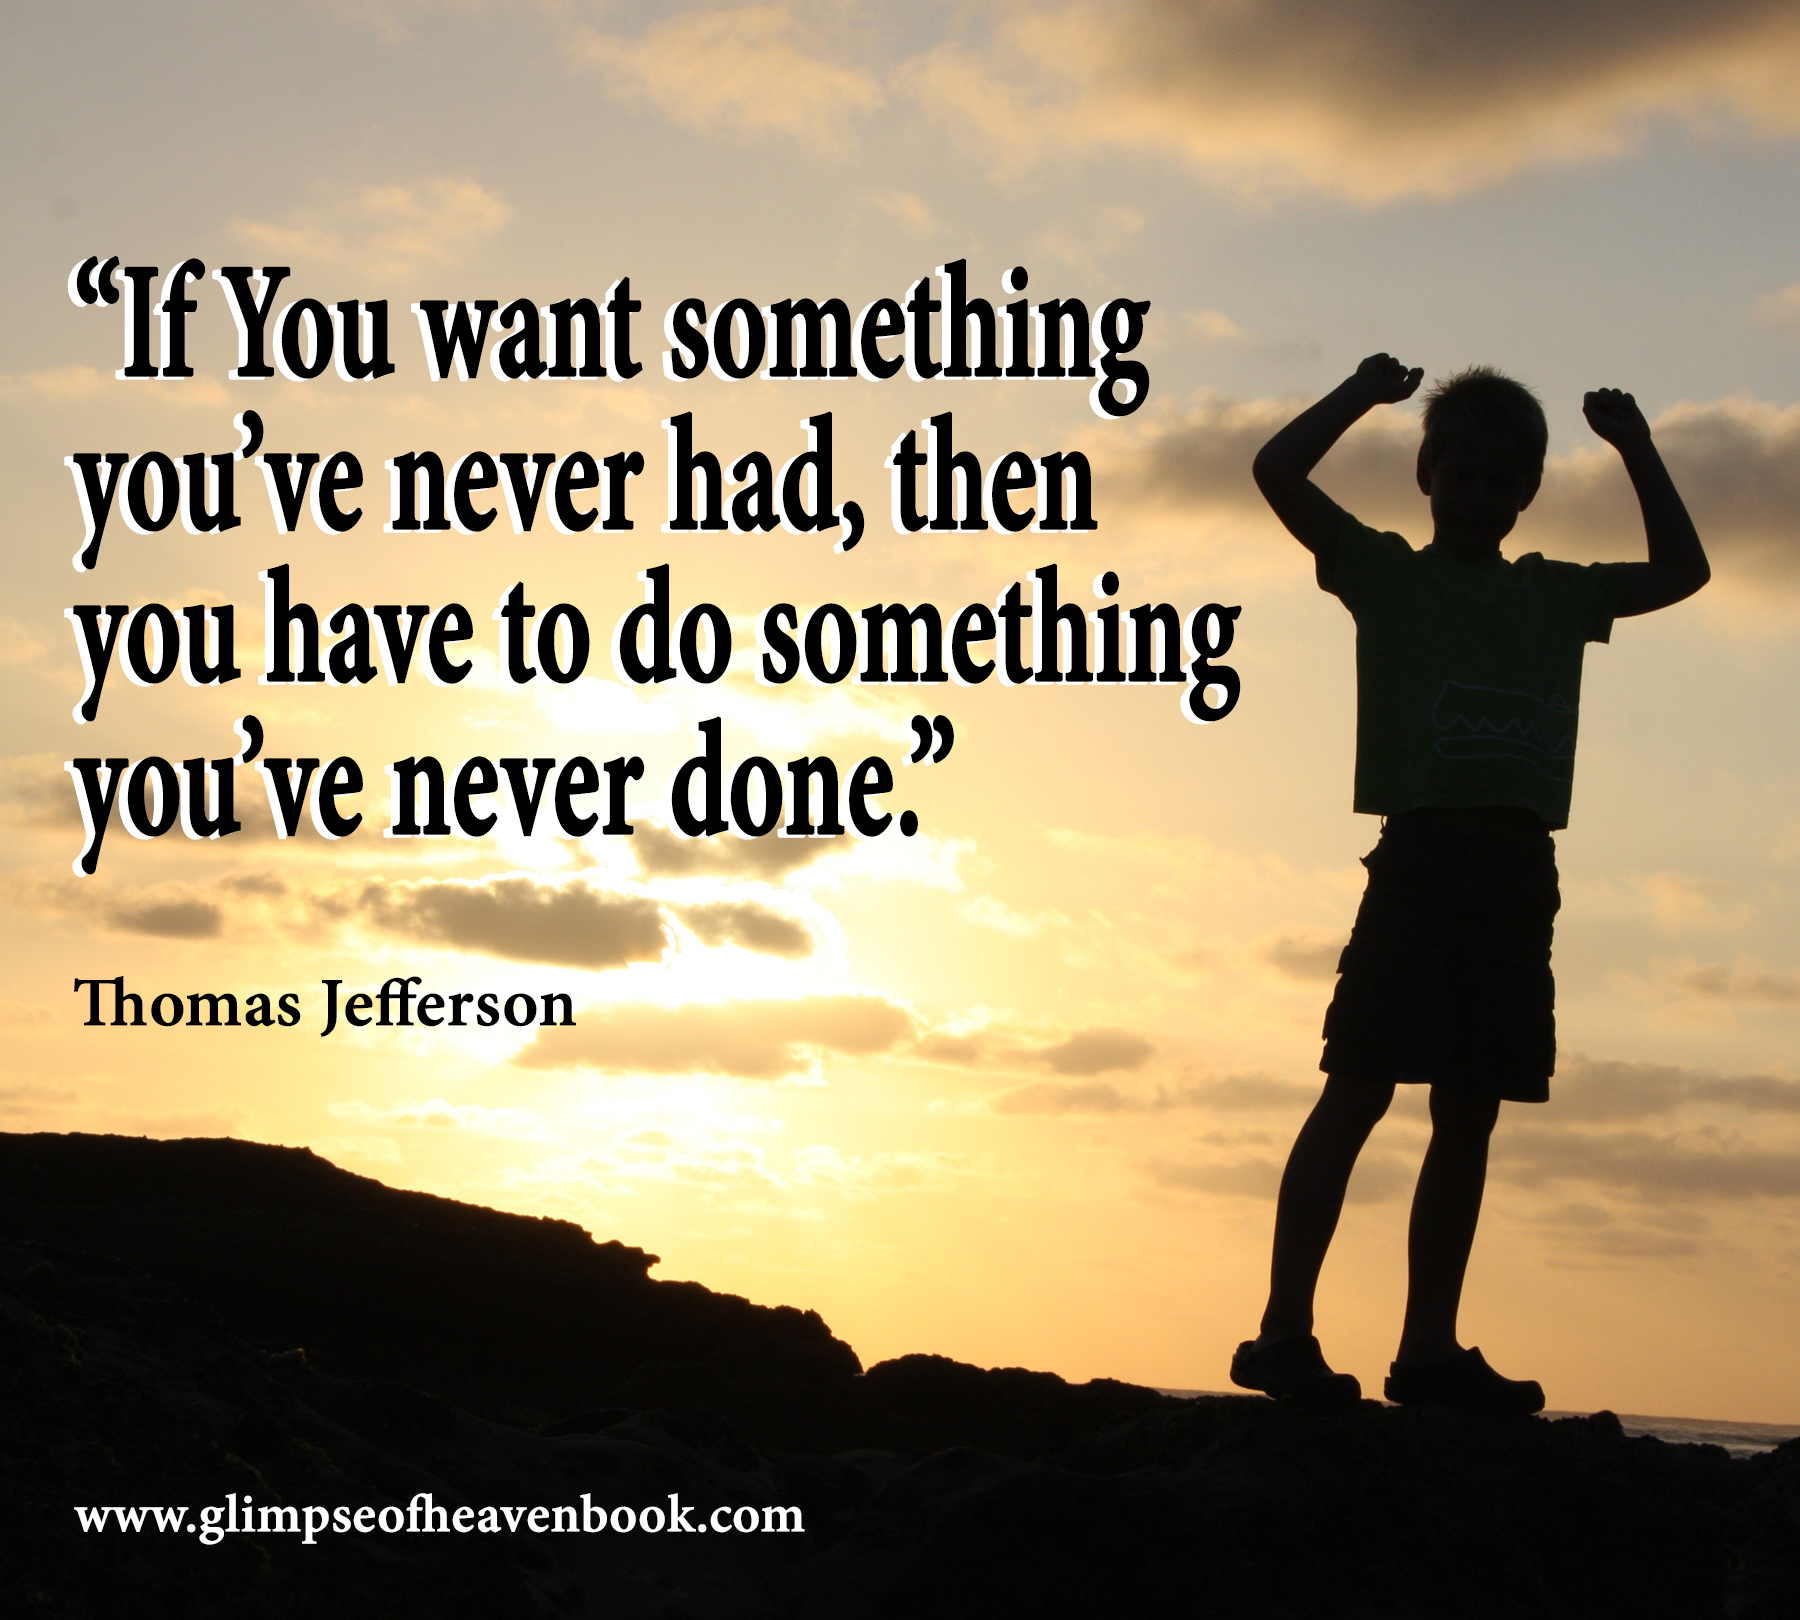 “If You want something
you’ve never had, then
you have to do something
you’ve never done.”
Thomas Jefferson
www.glimpseofheavenbook.com